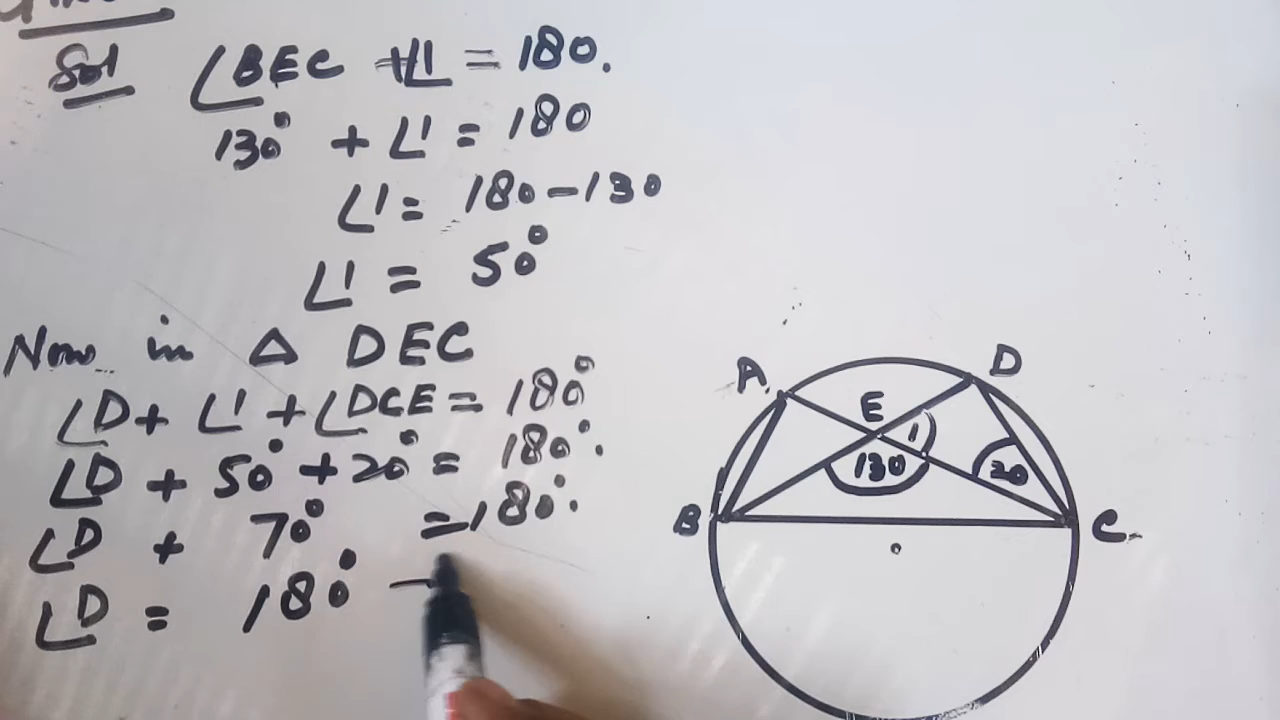 Sol ∠BEC + ∠1 = 180.
130° + ∠1 = 180
∠1 = 180 - 130
∠1 = 50°
Now in Δ DEC
∠D + ∠1 + ∠DCE = 180°
∠D + 50° + 20° = 180°.
∠D + 70° = 180°.
∠D = 180° -
A
D
E
1
130
20
B
C